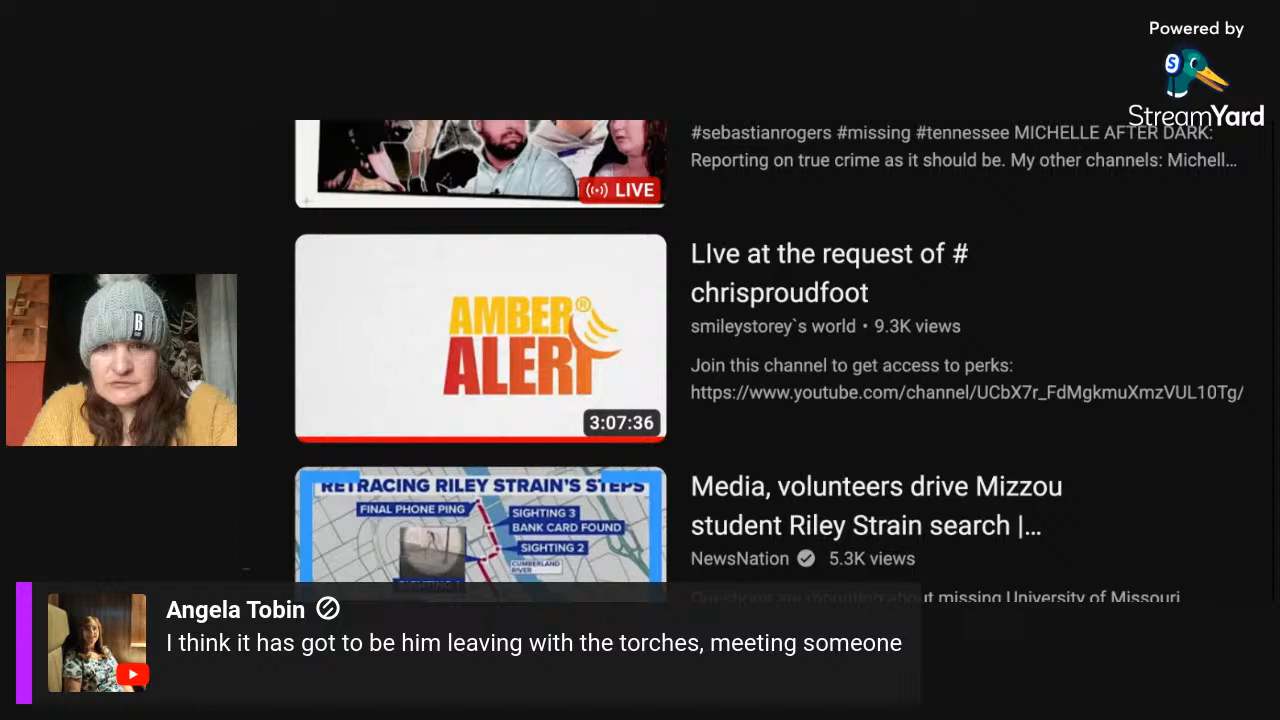 Powered by
StreamYard
#sebastianrogers #missing #tennessee MICHELLE AFTER DARK:
Reporting on true crime as it should be. My other channels: Michell...
LIVE
AMBER®
ALERT
3:07:36
LIve at the request of #
chrisproudfoot
smileystorey`s world • 9.3K views
Join this channel to get access to perks:
https://www.youtube.com/channel/UCbX7r_FdMgkmuXmzVUL10Tg/
RETRACING RILEY STRAIN'S STEPS
FINAL PHONE PING
SIGHTING 3
BANK CARD FOUND
SIGHTING 2
CUMBERLAND
RIVER
Media, volunteers drive Mizzou
student Riley Strain search |...
NewsNation 5.3K views
Questions are mounting about missing University of Missouri
Angela Tobin
I think it has got to be him leaving with the torches, meeting someone